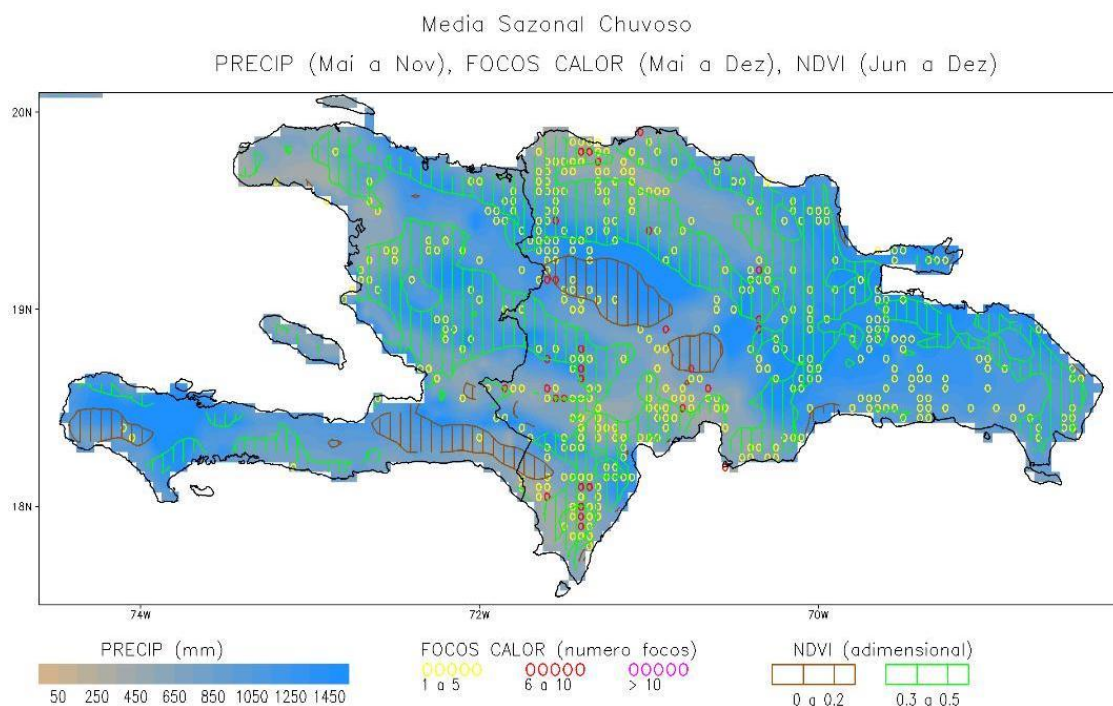 Media Sazonal Chuvoso
PRECIP (Mai a Nov), FOCOS CALOR (Mai a Dez), NDVI (Jun a Dez)
20N
19N
18N
74W 72W 70W
PRECIP (mm) FOCOS CALOR (numero focos) NDVI (adimensional)
50 250 450 650 850 1050 1250 1450 1 a 5 6 a 10 > 10 0 a 0.2 0.3 a 0.5